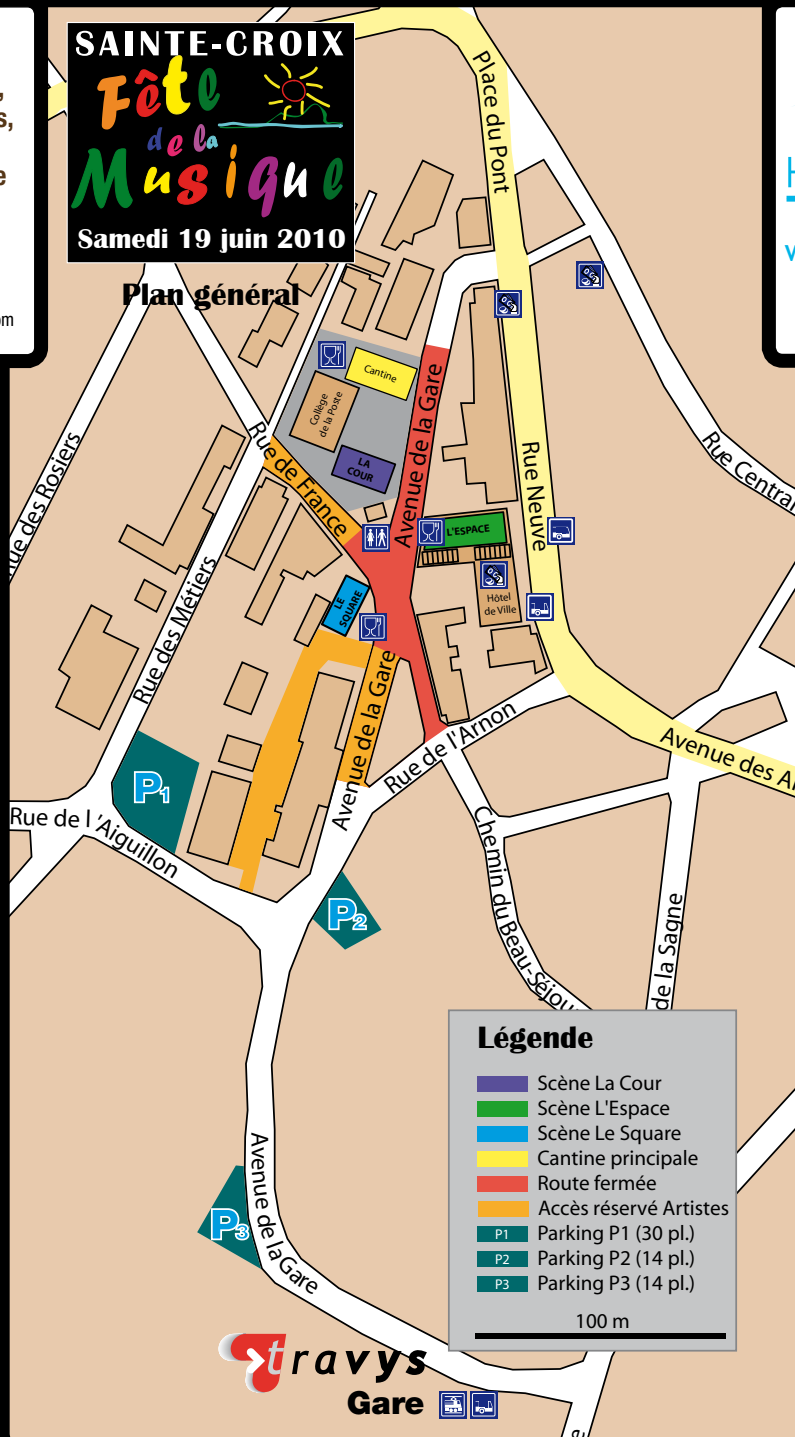 SAINTE-CROIX
Fête
de la
Musique
Samedi 19 juin 2010
Plan général
Place du Pont
Cantine
Collège
de la Poste
LA
COUR
Avenue de la Gare
Rue de France
Rue Neuve
L'ESPACE
Hôtel
de Ville
LE
SQUARE
Rue des Métiers
des Rosiers
Avenue de la Gare
Rue de l'Arnon
Avenue des
P1
Rue de l'Aiguillon
P2
Chemin du Beau-Séjour
de la Sagne
Avenue de la Gare
P3
Légende
Scène La Cour
Scène L'Espace
Scène Le Square
Cantine principale
Route fermée
Accès réservé Artistes
P1 Parking P1 (30 pl.)
P2 Parking P2 (14 pl.)
P3 Parking P3 (14 pl.)
100 m
travys
Gare